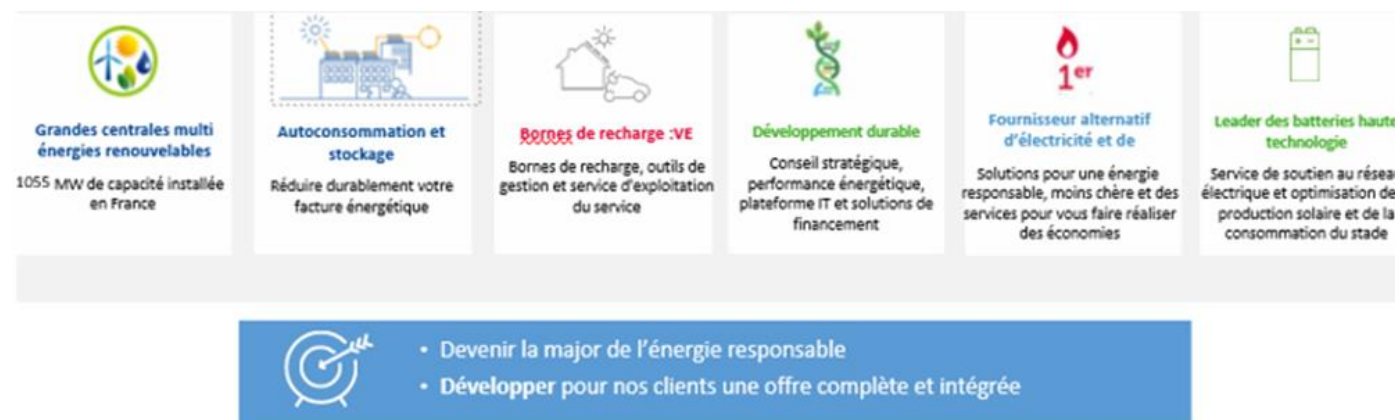 Grandes centrales multi
énergies renouvelables
1055 MW de capacité installée
en France
Autoconsommation et
stockage
Réduire durablement votre
facture énergétique
Bornes de recharge :VE
Bornes de recharge, outils de
gestion et service d'exploitation
du service
Développement durable
Conseil stratégique,
performance énergétique,
plateforme IT et solutions de
financement
1er
Fournisseur alternatif
d'électricité et de
Solutions pour une énergie
responsable, moins chère et des
services pour vous faire réaliser
des économies
Leader des batteries haute
technologie
Service de soutien au réseau
électrique et optimisation de
production solaire et de la
consommation du stade
• Devenir la major de l'énergie responsable
• Développer pour nos clients une offre complète et intégrée